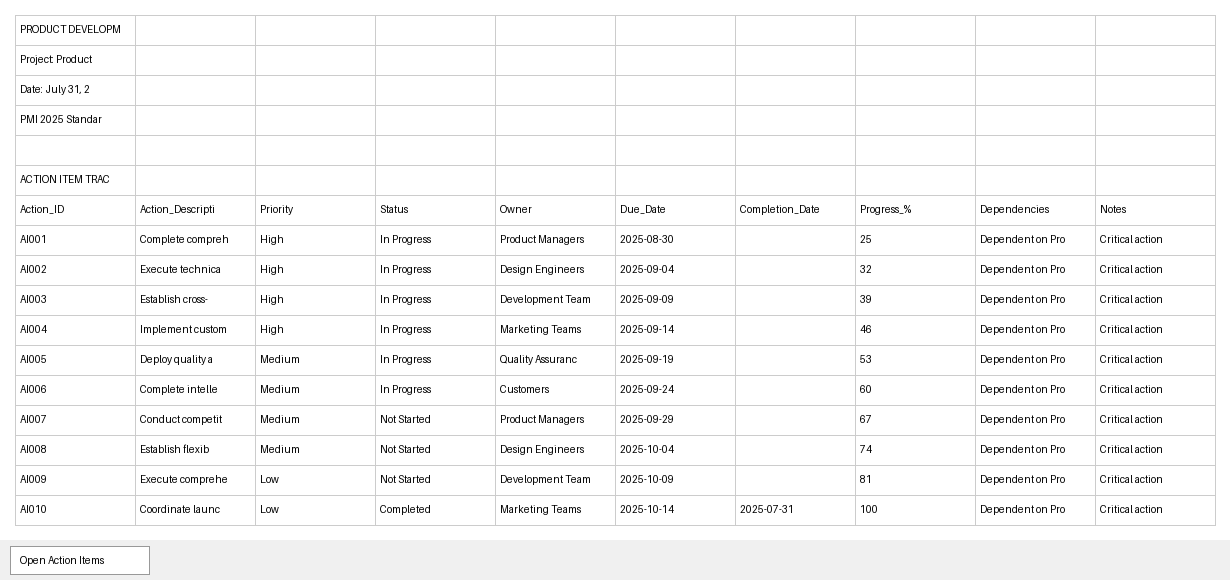 PRODUCT DEVELOPM
Project: Product
Date: July 31, 2
PMI 2025 Standar
ACTION ITEM TRAC
Action_ID Action_Descripti Priority Status Owner Due_Date Completion_Date Progress_% Dependencies Notes
AI001 Complete compreh High In Progress Product Managers 2025-08-30 25 Dependent on Pro Critical action
AI002 Execute technica High In Progress Design Engineers 2025-09-04 32 Dependent on Pro Critical action
AI003 Establish cross- High In Progress Development Team 2025-09-09 39 Dependent on Pro Critical action
AI004 Implement custom High In Progress Marketing Teams 2025-09-14 46 Dependent on Pro Critical action
AI005 Deploy quality a Medium In Progress Quality Assuranc 2025-09-19 53 Dependent on Pro Critical action
AI006 Complete intelle Medium In Progress Customers 2025-09-24 60 Dependent on Pro Critical action
AI007 Conduct competit Medium Not Started Product Managers 2025-09-29 67 Dependent on Pro Critical action
AI008 Establish flexib Medium Not Started Design Engineers 2025-10-04 74 Dependent on Pro Critical action
AI009 Execute comprehe Low Not Started Development Team 2025-10-09 81 Dependent on Pro Critical action
AI010 Coordinate launc Low Completed Marketing Teams 2025-10-14 2025-07-31 100 Dependent on Pro Critical action
Open Action Items